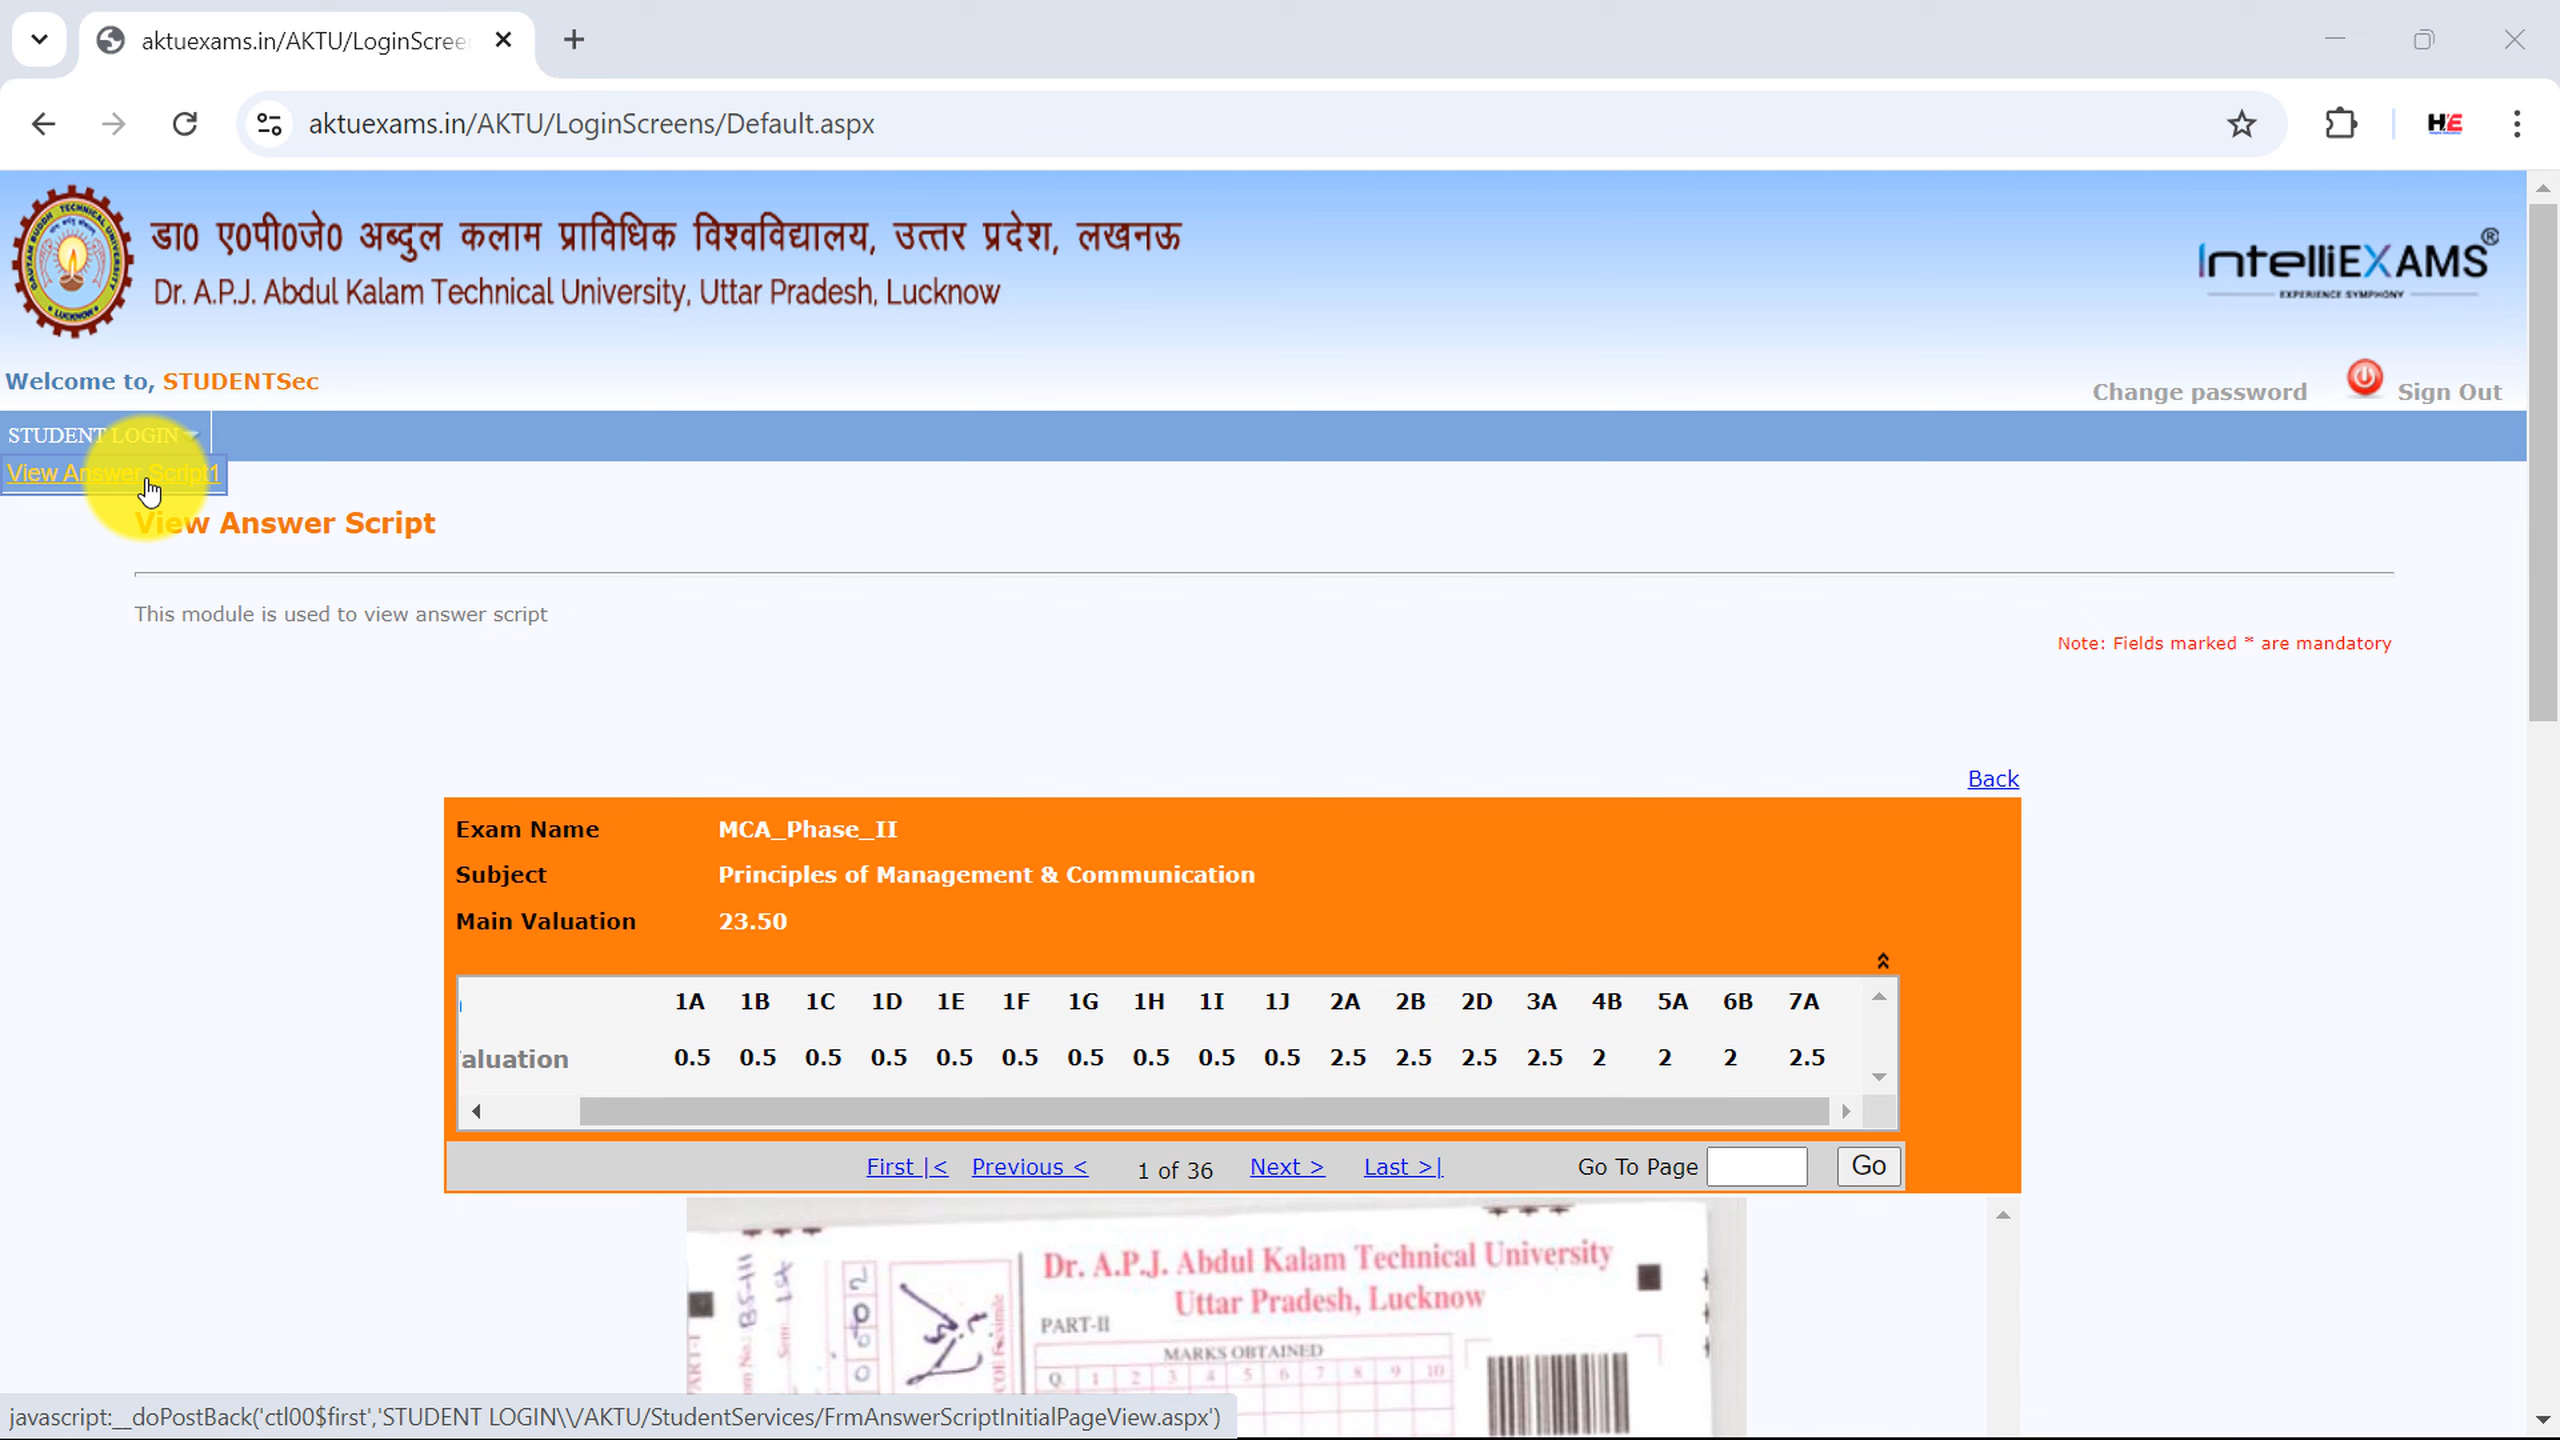 aktuexams.in/AKTU/LoginScree
aktuexams.in/AKTU/LoginScreens/Default.aspx
HE
डा0 ए0पी0जे0 अब्दुल कलाम प्राविधिक विश्वविद्यालय, उत्तर प्रदेश, लखनऊ
Dr. A.P.J. Abdul Kalam Technical University, Uttar Pradesh, Lucknow
IntelliEXAMS®
EXPERIENCE SYMPHONY
Welcome to, STUDENTSec
Change password Sign Out
STUDENT LOGIN
View Answer Script1
View Answer Script
This module is used to view answer script
Note: Fields marked * are mandatory
Back
Exam Name MCA_Phase_II
Subject Principles of Management & Communication
Main Valuation 23.50
1A 1B 1C 1D 1E 1F 1G 1H 1I 1J 2A 2B 2D 3A 4B 5A 6B 7A
aluation 0.5 0.5 0.5 0.5 0.5 0.5 0.5 0.5 0.5 0.5 2.5 2.5 2.5 2.5 2 2 2 2.5
First |< Previous < 1 of 36 Next > Last >| Go To Page Go
Dr. A.P.J. Abdul Kalam Technical University
Uttar Pradesh, Lucknow
PART-II
MARKS OBTAINED
Q. 1 2 3 4 5 6 7 8 9 10
javascript:__doPostBack('ctl00$first','STUDENT LOGIN\\/AKTU/StudentServices/FrmAnswerScriptInitialPageView.aspx')